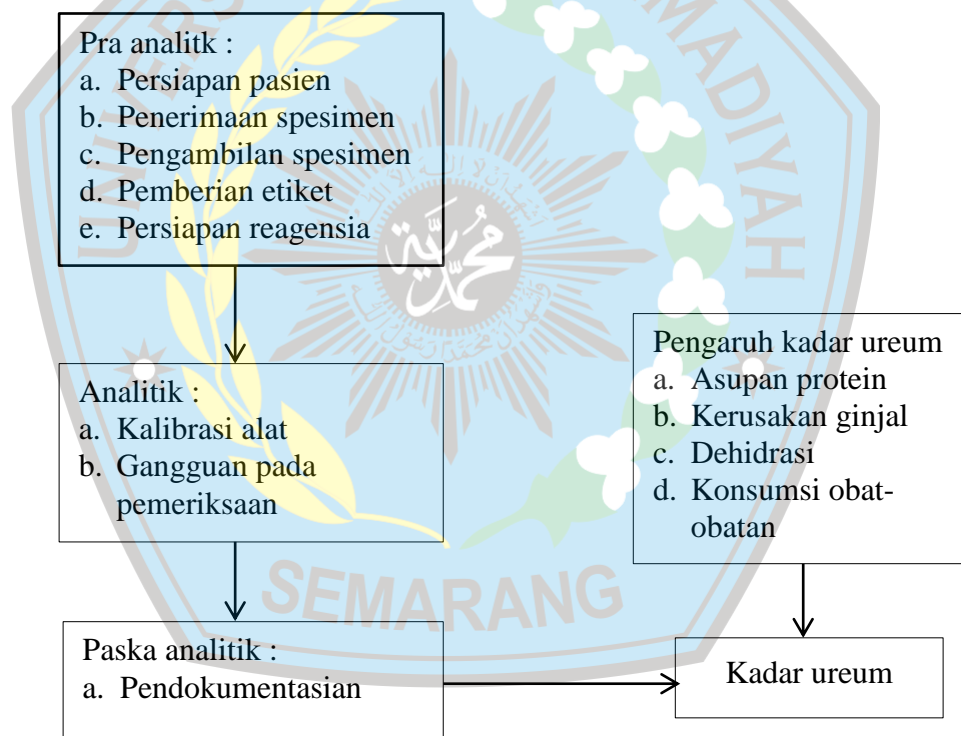 Pra analitk :
a. Persiapan pasien
b. Penerimaan spesimen
c. Pengambilan spesimen
d. Pemberian etiket
e. Persiapan reagensia
Analitik :
a. Kalibrasi alat
b. Gangguan pada
pemeriksaan
Pengaruh kadar ureum
a. Asupan protein
b. Kerusakan ginjal
c. Dehidrasi
d. Konsumsi obat-
obatan
Paska analitik :
a. Pendokumentasian
Kadar ureum
SEMARANG
محمدية